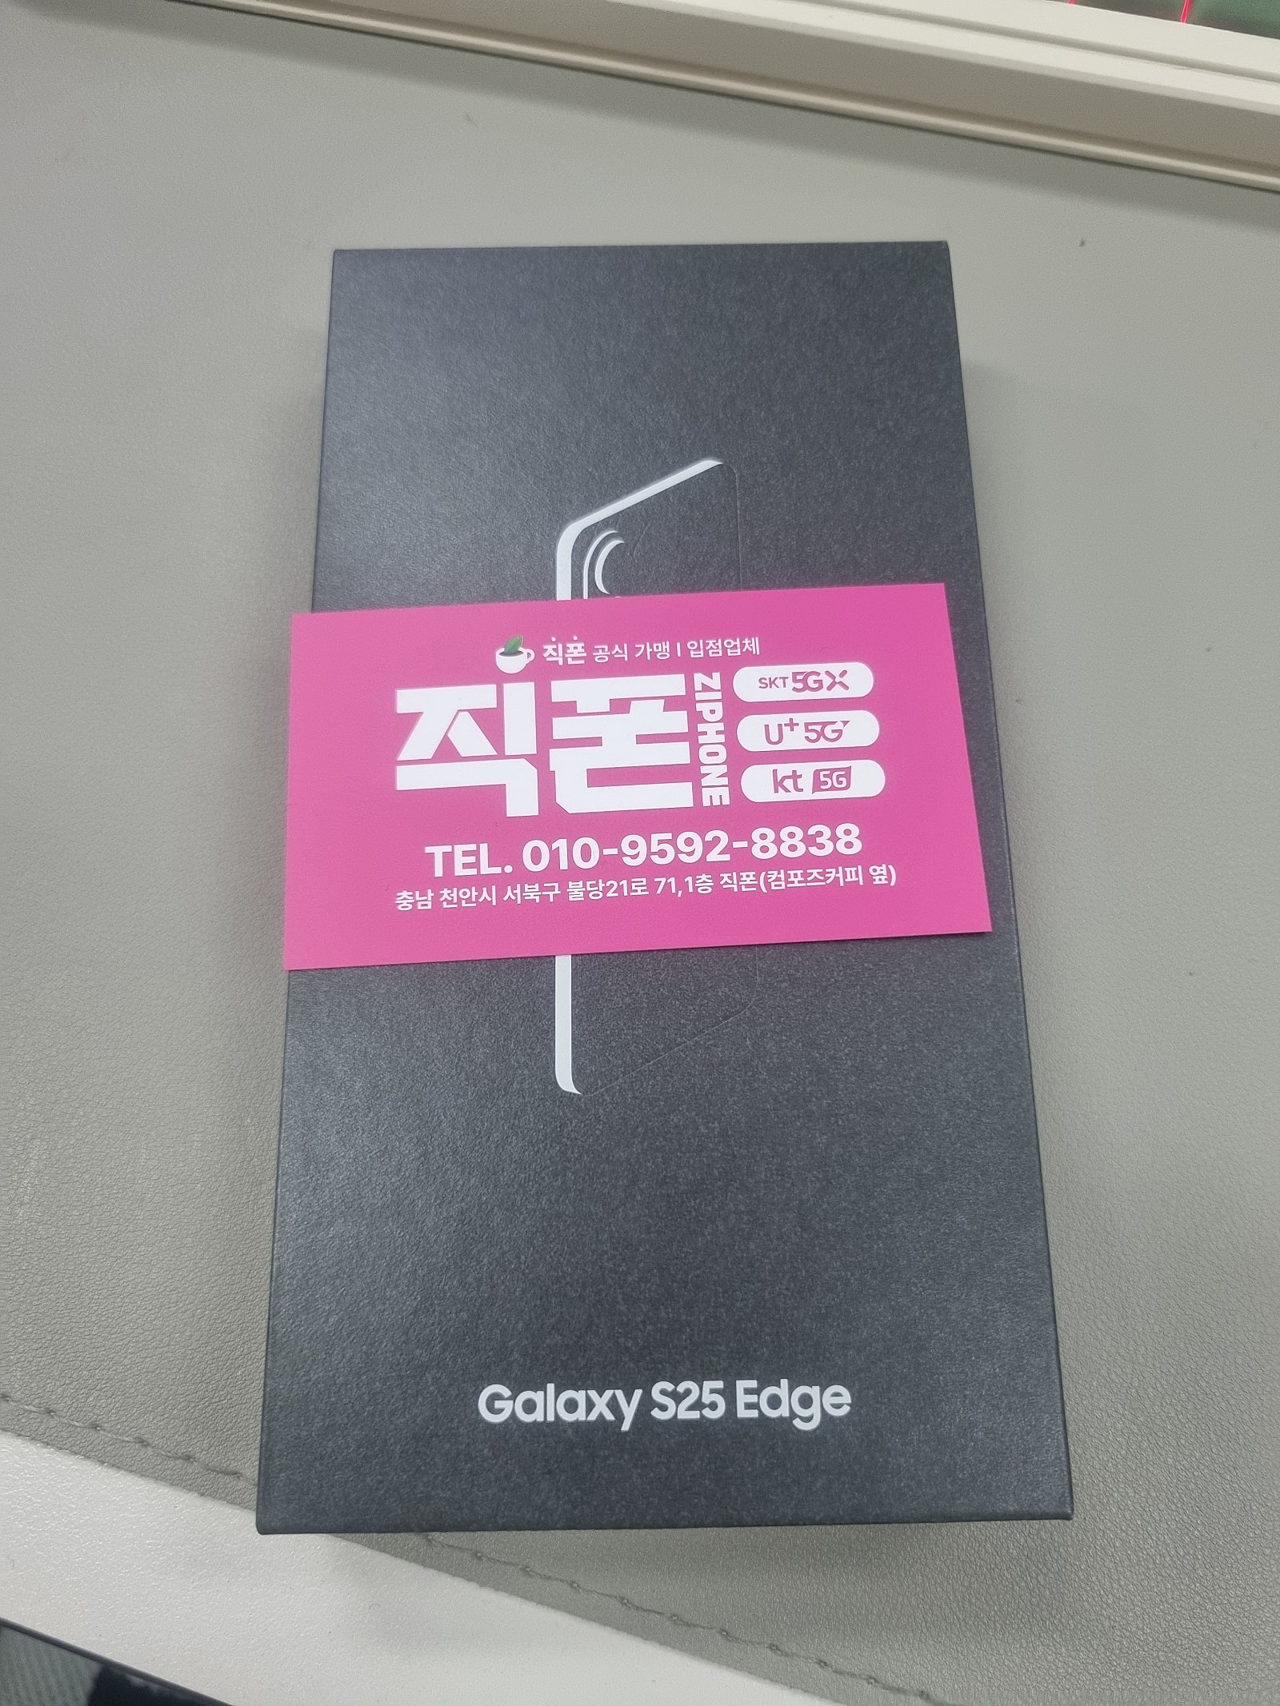 직폰 공식 가맹 I 입점업체
직폰 ZIPHONE
SKT 5GX
U+ 5G
kt 5G
TEL. 010-9592-8838
충남 천안시 서북구 불당21로 71,1층 직폰(컴포즈커피 옆)
Galaxy S25 Edge